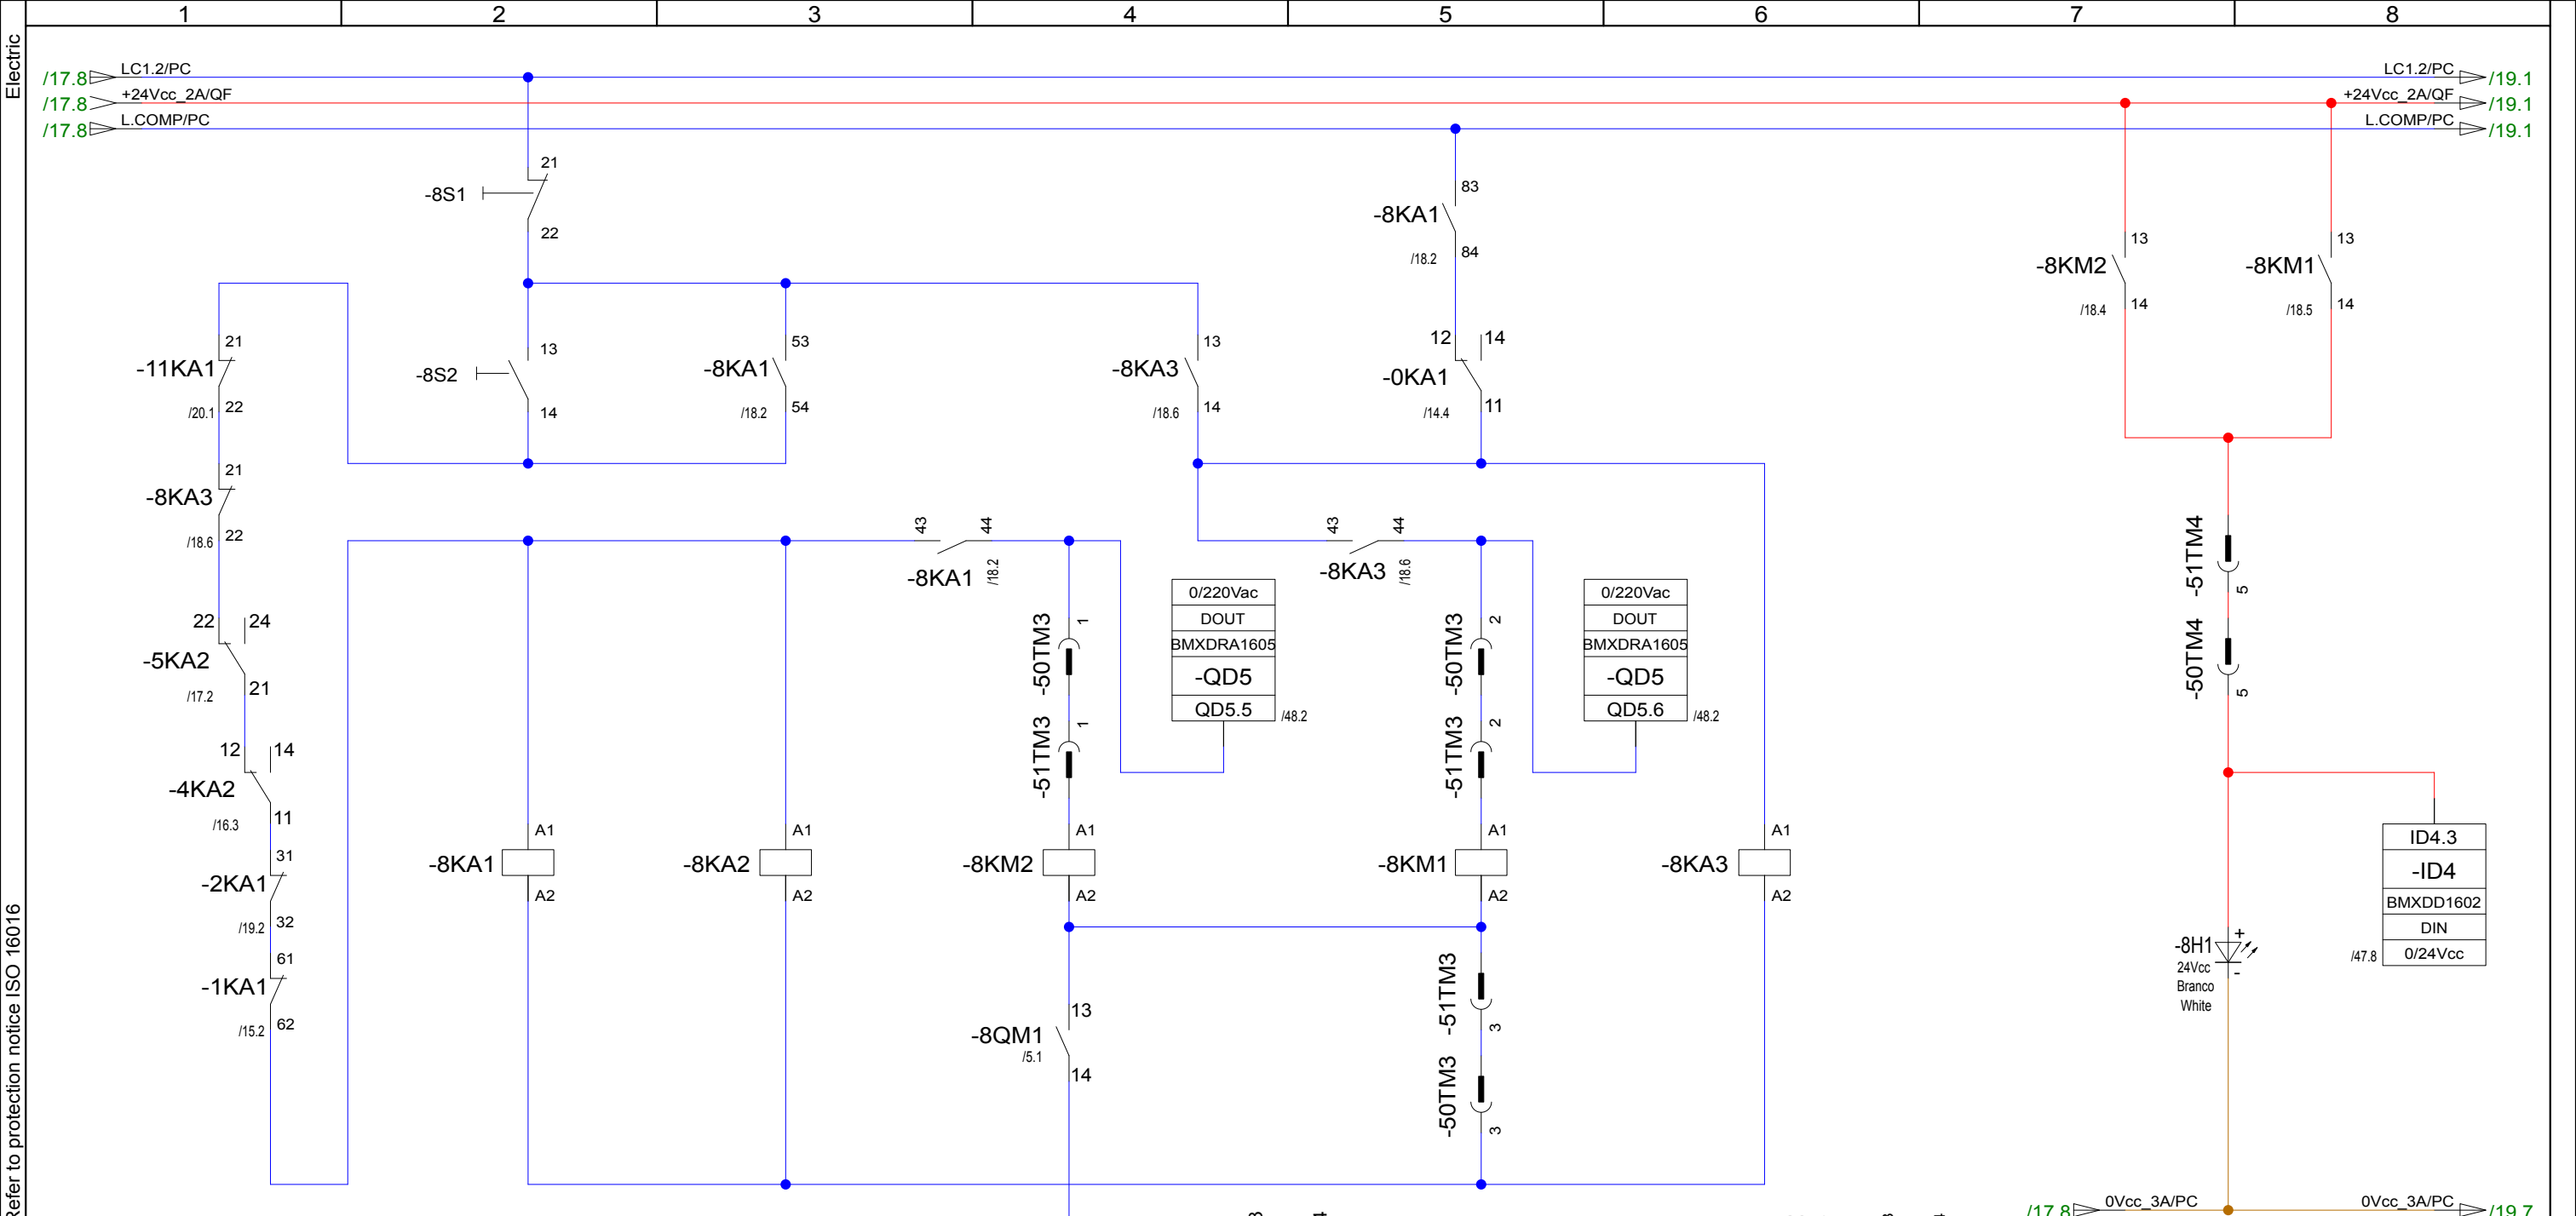 1 2 3 4 5 6 7 8
Electric
/17.8 LC1.2/PC LC1.2/PC /19.1
/17.8 +24Vcc_2A/QF +24Vcc_2A/QF /19.1
/17.8 L.COMP/PC L.COMP/PC /19.1
21
-8S1
22
83
-8KA1
/18.2 84
13
-8KM2
/18.4 14
13
-8KM1
/18.5 14
21
-11KA1
/20.1 22
13
-8S2
14
53
-8KA1
/18.2 54
13
-8KA3
/18.6 14
12 14
-0KA1
/14.4 11
21
-8KA3
/18.6 22
43 44
-8KA1 /18.2
43 44
-8KA3 /18.6
22 24
-5KA2
/17.2 21
12 14
-4KA2
/16.3 11
31
-2KA1
/19.2 32
61
-1KA1
/15.2 62
-50TM3 1
-51TM3 1
0/220Vac
DOUT
BMXDRA1605
-QD5
QD5.5 /48.2
-50TM3 2
-51TM3 2
0/220Vac
DOUT
BMXDRA1605
-QD5
QD5.6 /48.2
-51TM4 5
-50TM4 5
A1
-8KA1
A2
A1
-8KA2
A2
A1
-8KM2
A2
A1
-8KM1
A2
A1
-8KA3
A2
13
-8QM1
/5.1
14
-51TM3 3
-50TM3 3
ID4.3
-ID4
BMXDD1602
DIN
/47.8 0/24Vcc
+
-8H1
24Vcc -
Branco
White
/17.8 0Vcc_3A/PC 0Vcc_3A/PC /19.7
Refer to protection notice ISO 16016